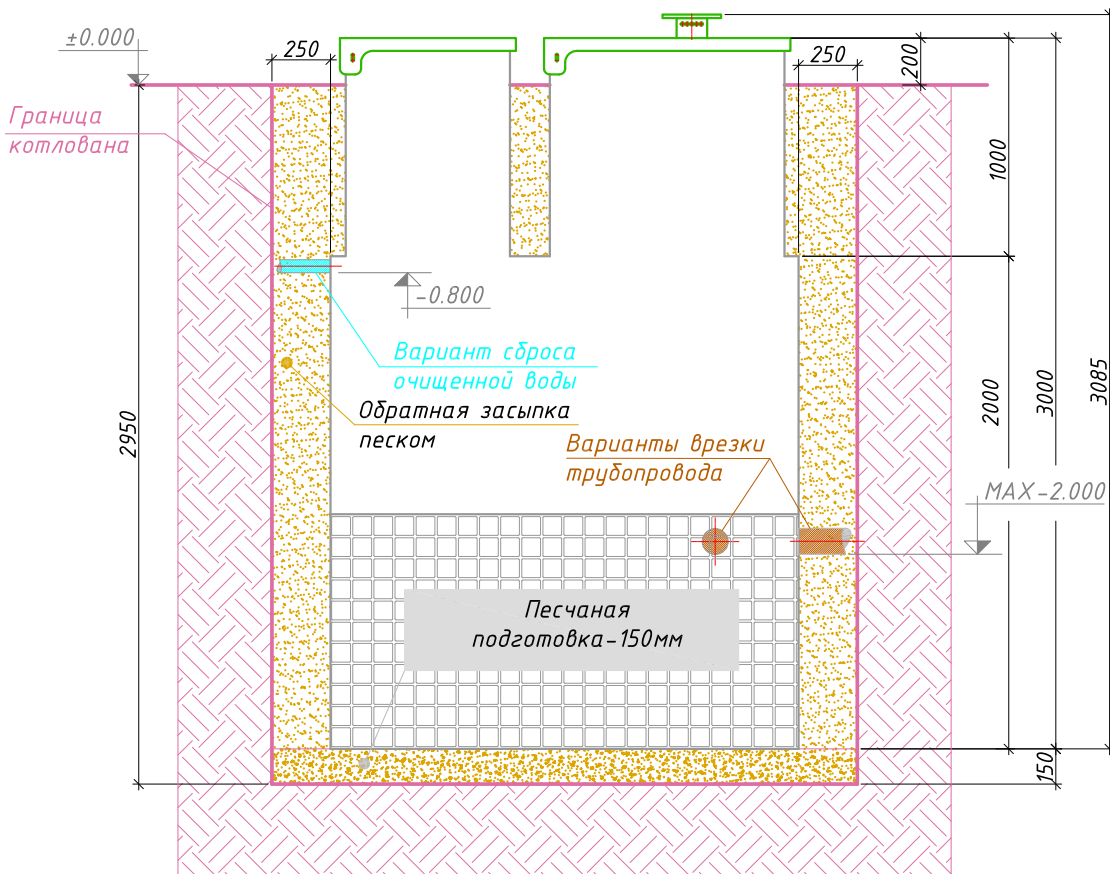 ±0.000
250
250
200
Граница
котлована
1000
-0.800
Вариант сброса
очищенной воды
Обратная засыпка
песком
Варианты врезки
трубопровода
2950
2000
3000
3085
MAX-2.000
Песчаная
подготовка-150мм
150